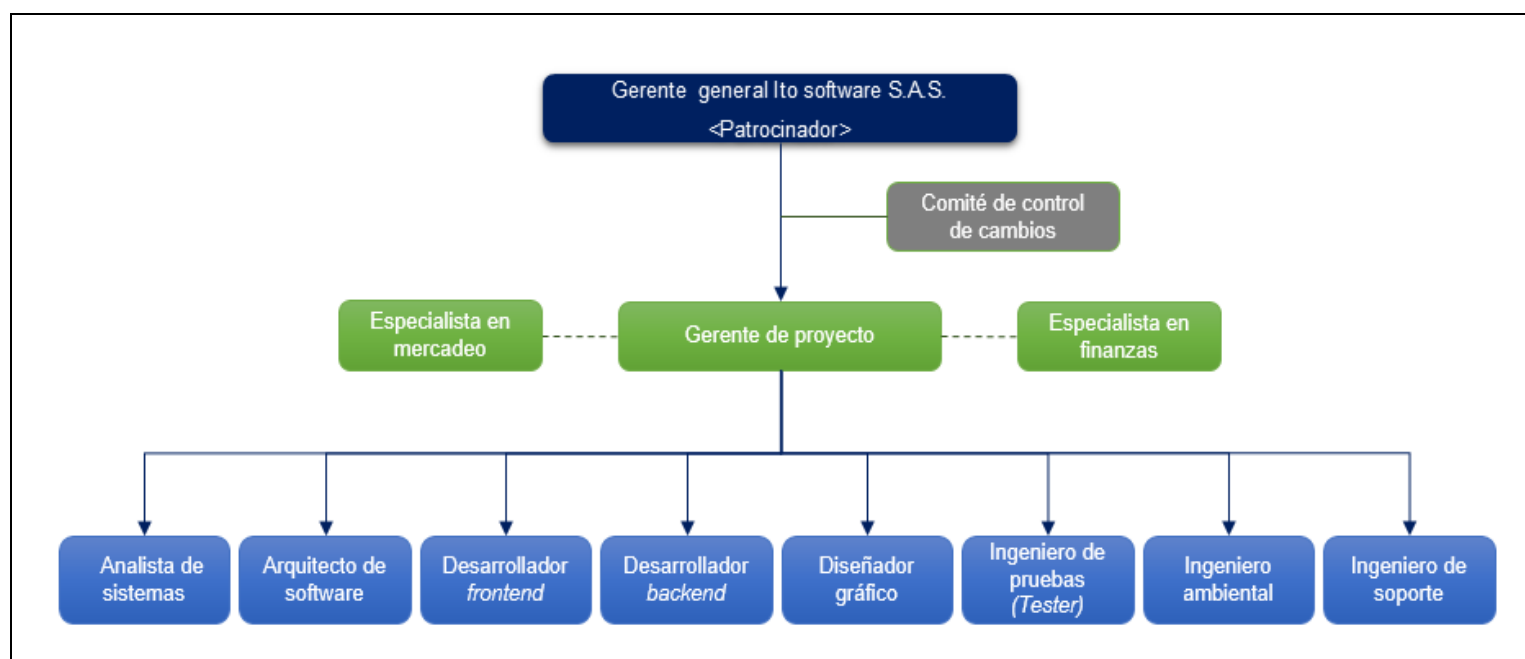 Gerente general Ito software S.A.S.
<Patrocinador>
Comité de control
de cambios
Especialista en
mercadeo
Gerente de proyecto
Especialista en
finanzas
Analista de
sistemas
Arquitecto de
software
Desarrollador
frontend
Desarrollador
backend
Diseñador
gráfico
Ingeniero de
pruebas
(Tester)
Ingeniero
ambiental
Ingeniero de
soporte